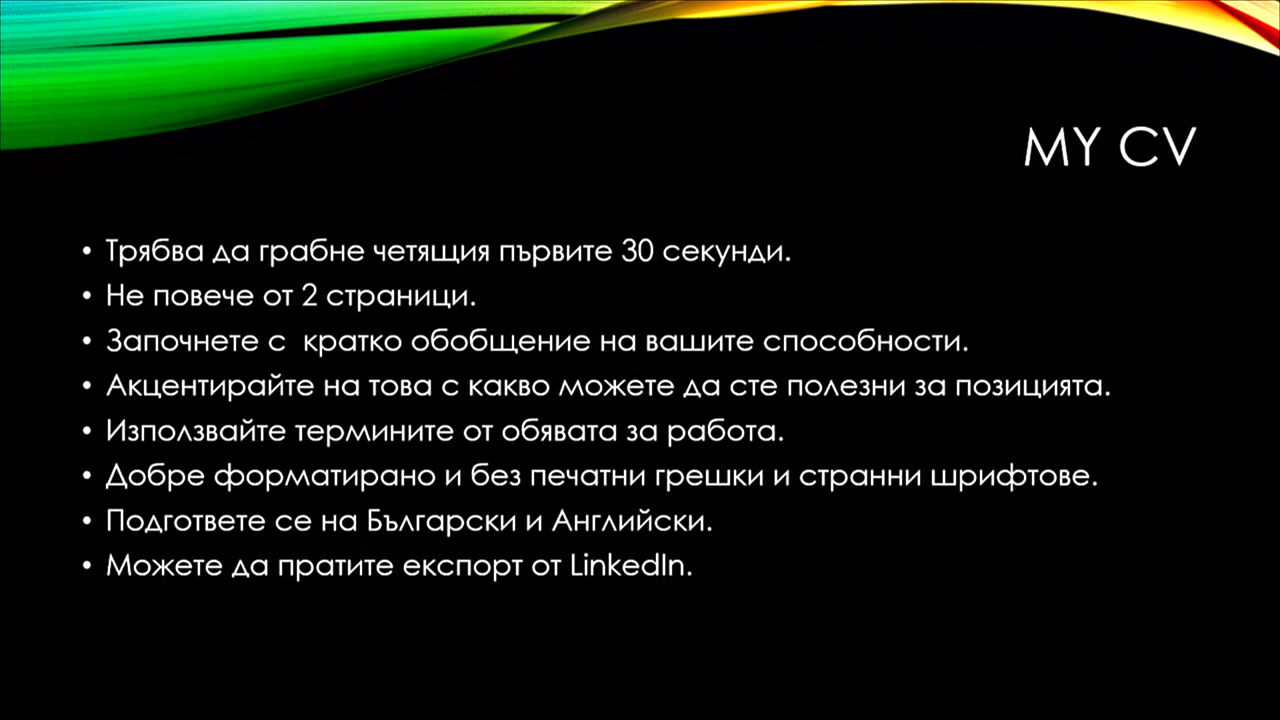 MY CV
• Трябва да грабне четящия първите 30 секунди.
• Не повече от 2 страници.
• Започнете с  кратко обобщение на вашите способности.
• Акцентирайте на това с какво можете да сте полезни за позицията.
• Използвайте термините от обявата за работа.
• Добре форматирано и без печатни грешки и странни шрифтове.
• Подгответе се на Български и Английски.
• Можете да пратите експорт от LinkedIn.